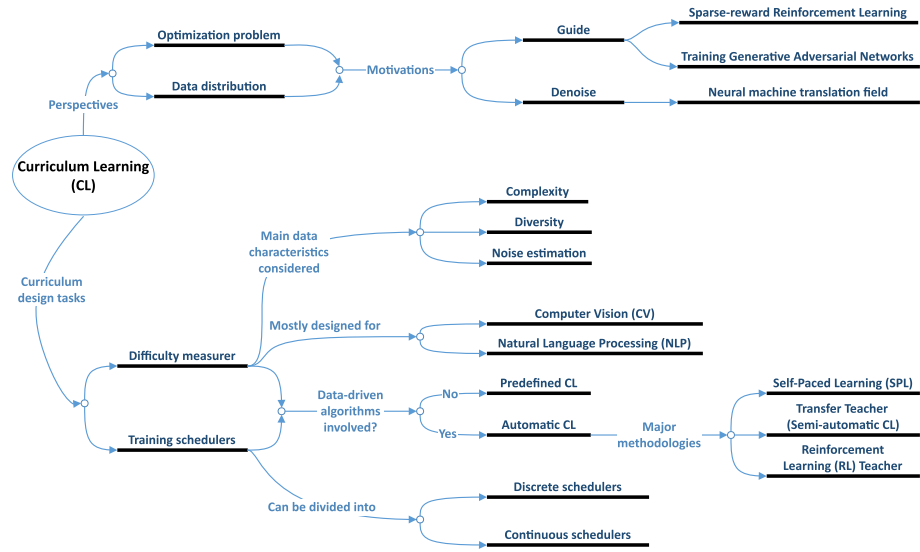 Sparse-reward Reinforcement Learning
Optimization problem
Guide
Training Generative Adversarial Networks
Motivations
Data distribution
Denoise
Neural machine translation field
Perspectives
Curriculum Learning
(CL)
Complexity
Main data
characteristics
considered
Diversity
Noise estimation
Curriculum
design tasks
Mostly designed for
Computer Vision (CV)
Natural Language Processing (NLP)
Difficulty measurer
Data-driven
algorithms
involved?
No
Predefined CL
Yes
Automatic CL
Major
methodologies
Self-Paced Learning (SPL)
Transfer Teacher
(Semi-automatic CL)
Reinforcement
Learning (RL) Teacher
Training schedulers
Can be divided into
Discrete schedulers
Continuous schedulers